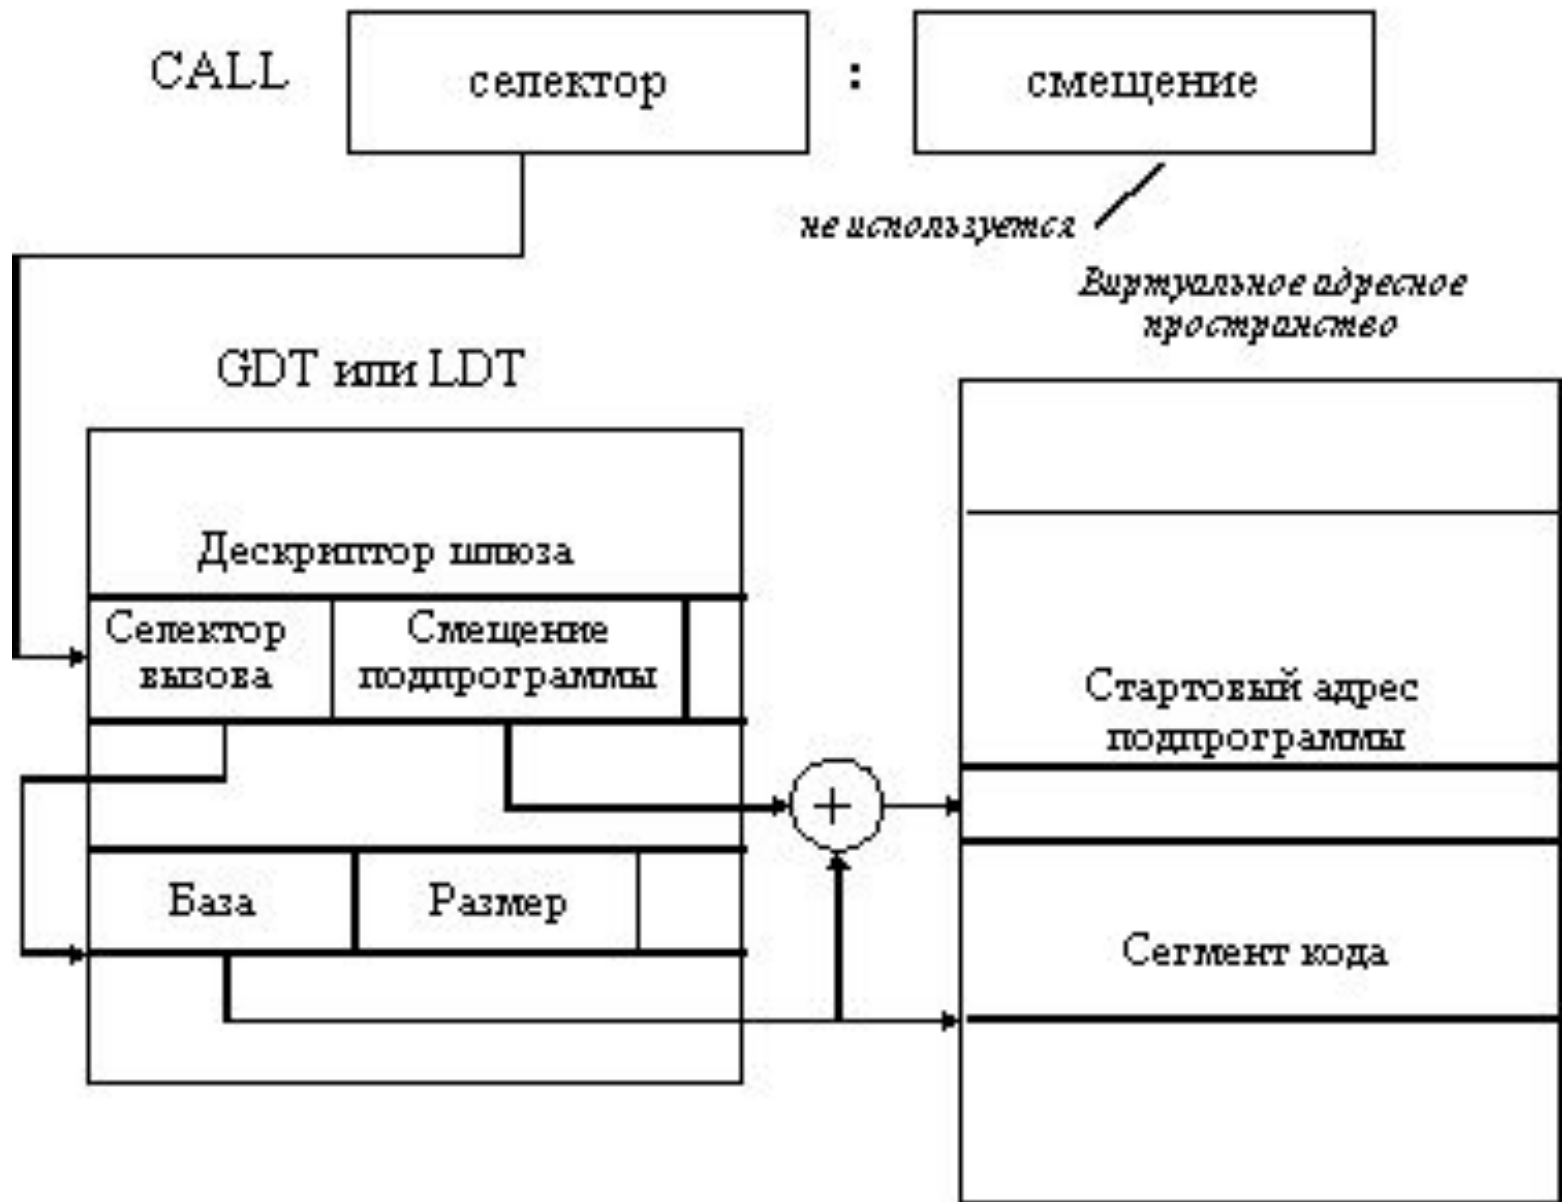 CALL селектор : смещение
не используется
Виртуальное адресное
пространство
GDT или LDT
Дескриптор шлюза
Селектор
вызова
Смещение
подпрограммы
Стартовый адрес
подпрограммы
+
База
Размер
Сегмент кода